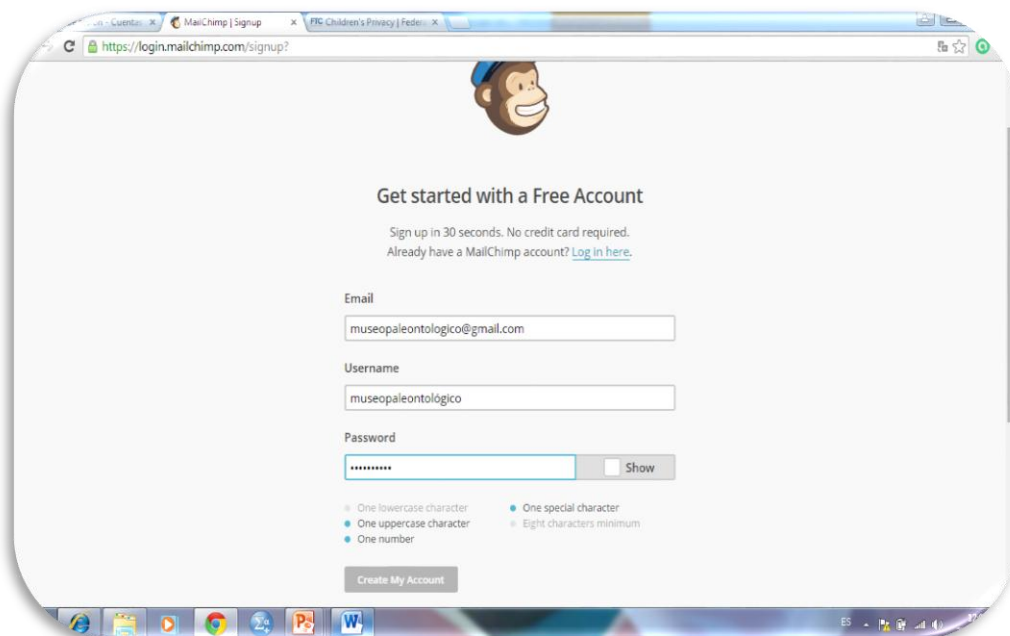 - Cuentas
MailChimp | Signup
FTC Children's Privacy | Feder
https://login.mailchimp.com/signup?
Get started with a Free Account
Sign up in 30 seconds. No credit card required.
Already have a MailChimp account? Log in here.
Email
museopaleontologico@gmail.com
Username
museopaleontológico
Password
••••••••••
Show
One lowercase character
One special character
One uppercase character
Eight characters minimum
One number
Create My Account
ES